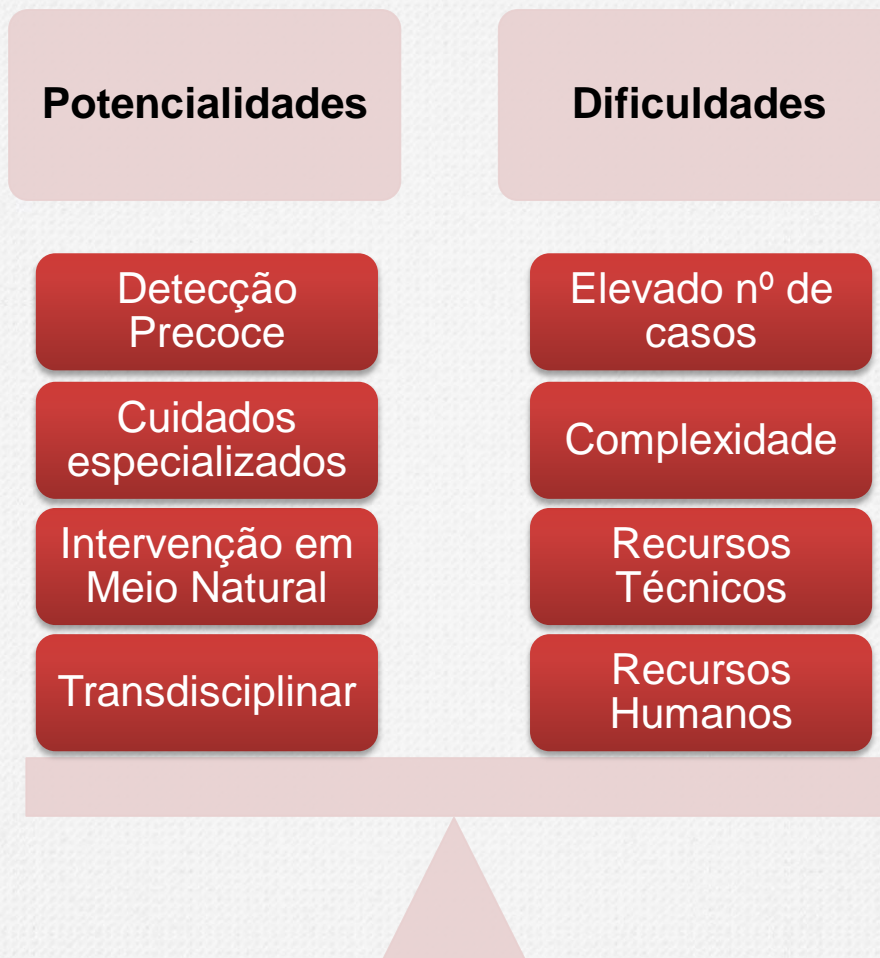 Potencialidades
Dificuldades
Detecção
Precoce
Cuidados
especializados
Intervenção em
Meio Natural
Transdisciplinar
Elevado nº de
casos
Complexidade
Recursos
Técnicos
Recursos
Humanos